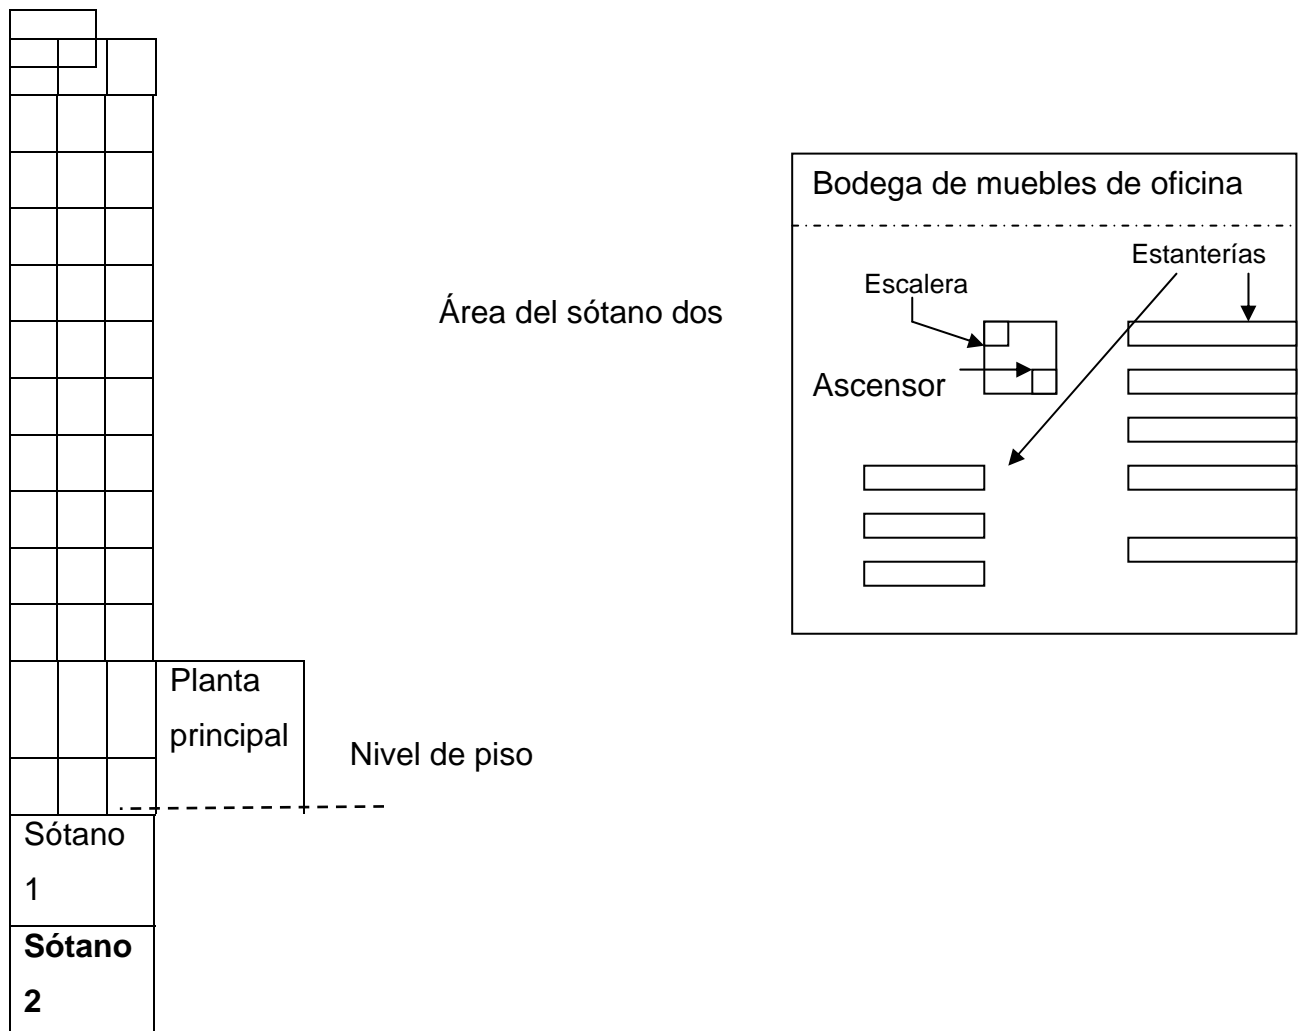 Bodega de muebles de oficina
Estanterías
Escalera
Área del sótano dos
Ascensor
Planta
principal
Nivel de piso
Sótano
1
Sótano
2